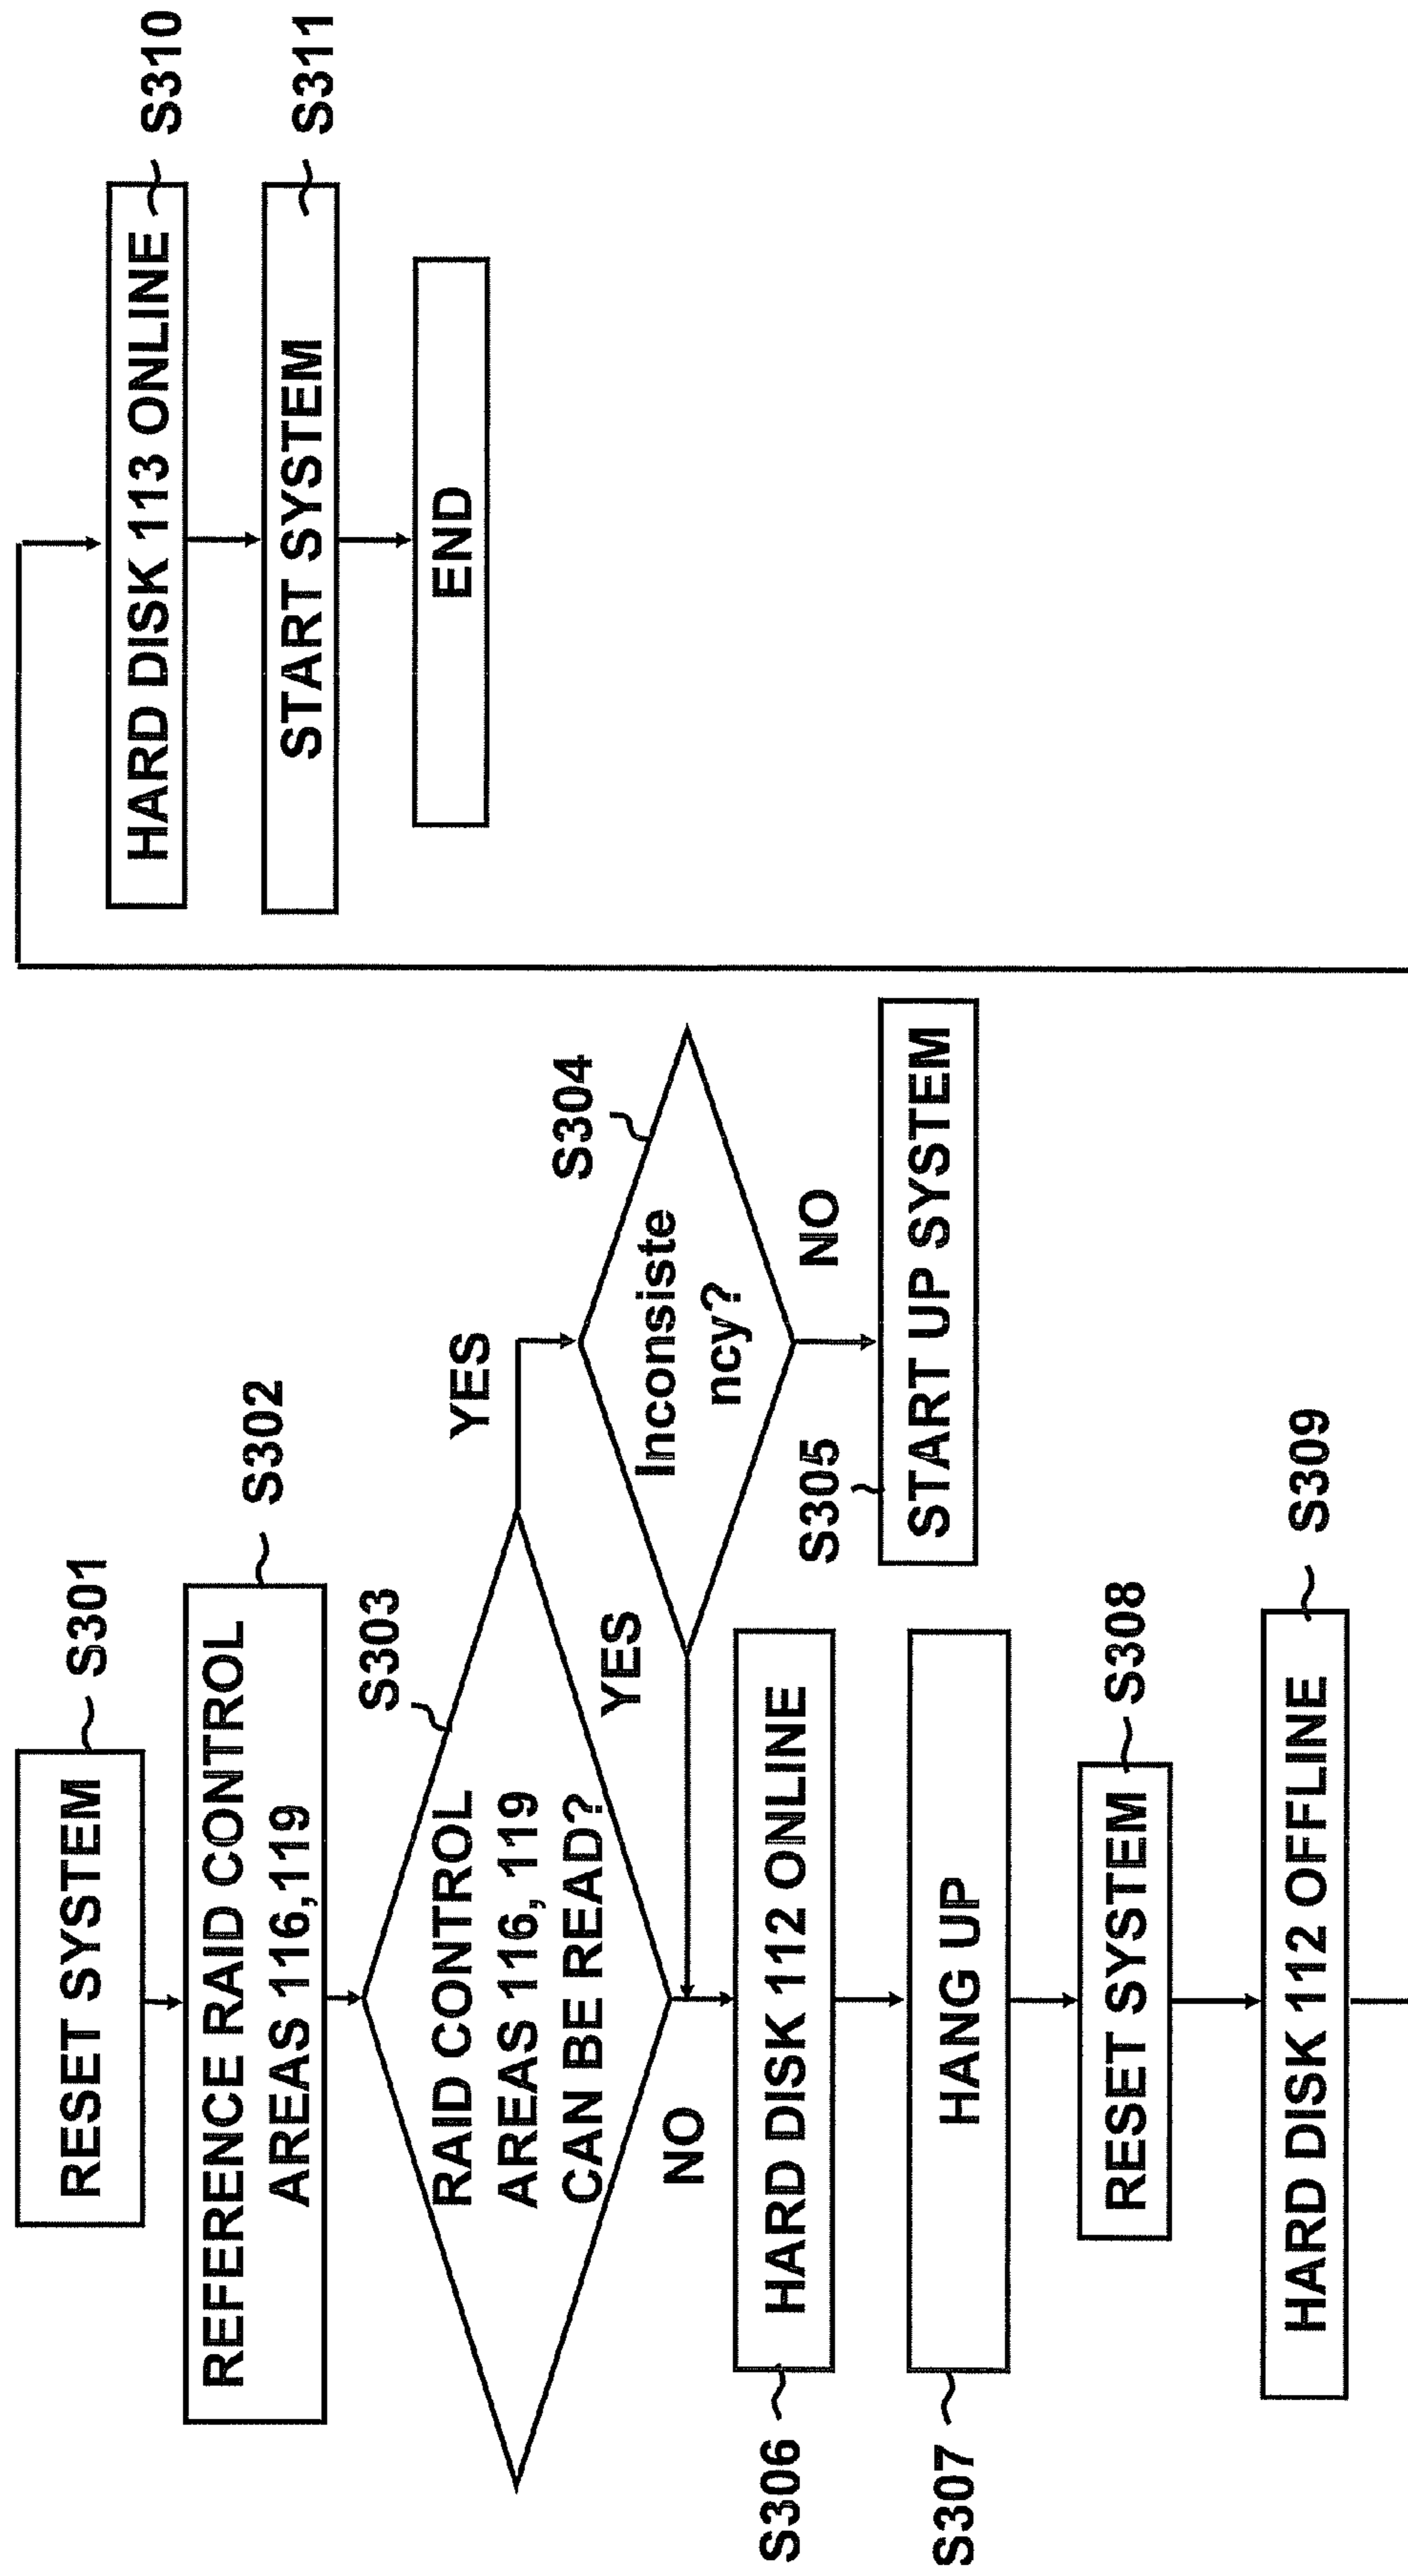 RESET SYSTEM
S301
REFERENCE RAID CONTROL
AREAS 116,119
S302
S303
RAID CONTROL
AREAS 116, 119
CAN BE READ?
YES
NO
S304
Inconsiste
ncy?
YES
NO
S305
START UP SYSTEM
HARD DISK 112 ONLINE
S306
HANG UP
S307
RESET SYSTEM
S308
HARD DISK 112 OFFLINE
S309
HARD DISK 113 ONLINE
S310
START SYSTEM
S311
END